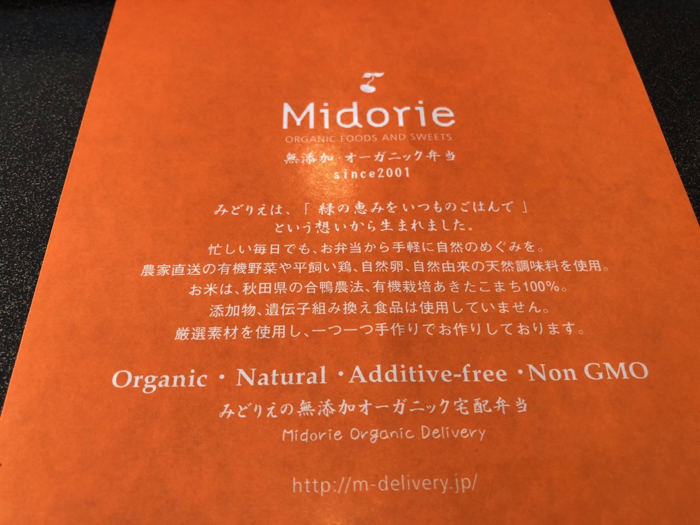 Midorie
ORGANIC FOODS AND SWEETS
無添加 オーガニック弁当
since2001
みどりえは、「緑の恵みをいつものごはんで」
という想いから生まれました。
忙しい毎日でも、お弁当から手軽に自然のめぐみを。
農家直送の有機野菜や平飼い鶏、自然卵、自然由来の天然調味料を使用。
お米は、秋田県の合鴨農法、有機栽培あきたこまち100%。
添加物、遺伝子組み換え食品は使用していません。
厳選素材を使用し、一つ一つ手作りでお作りしております。
Organic・Natural・Additive-free・Non GMO
みどりえの無添加オーガニック宅配弁当
Midorie Organic Delivery
http://m-delivery.jp/